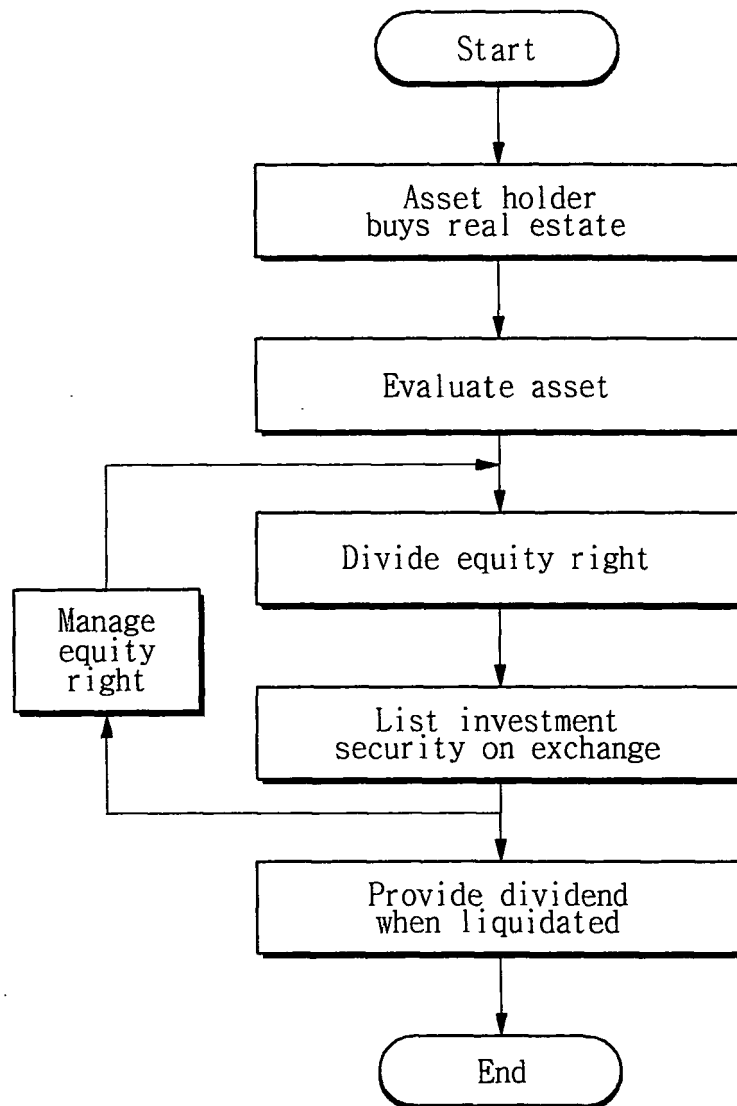 Start
Asset holder
buys real estate
Evaluate asset
Divide equity right
Manage
equity
right
List investment
security on exchange
Provide dividend
when liquidated
End